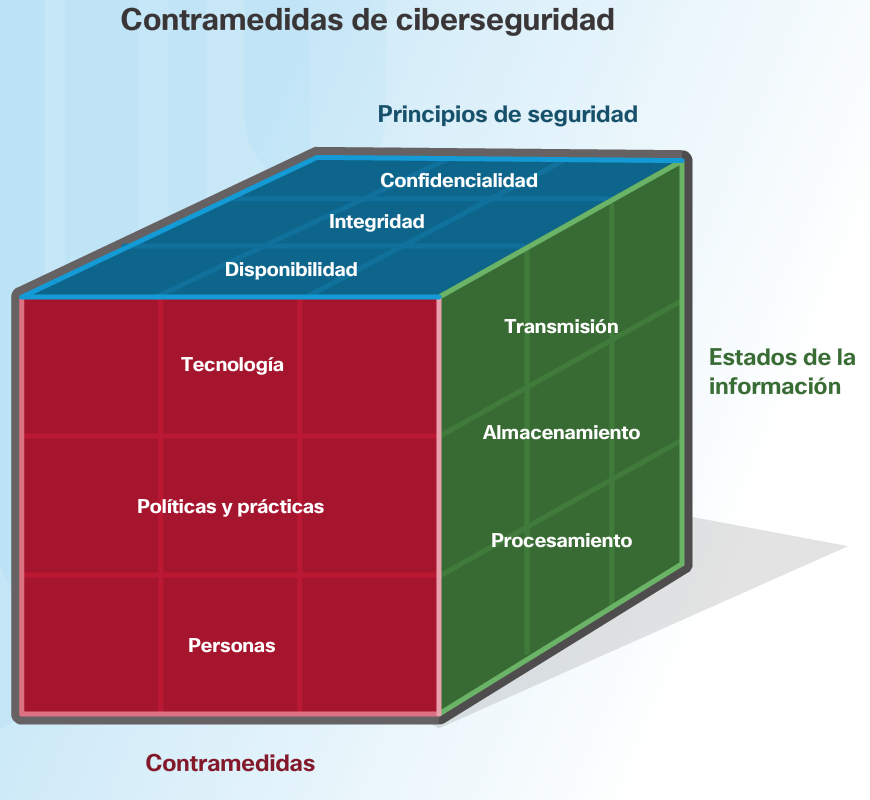 Contramedidas de ciberseguridad
Principios de seguridad
Confidencialidad
Integridad
Disponibilidad
Tecnología
Políticas y prácticas
Personas
Transmisión
Almacenamiento
Procesamiento
Estados de la
información
Contramedidas